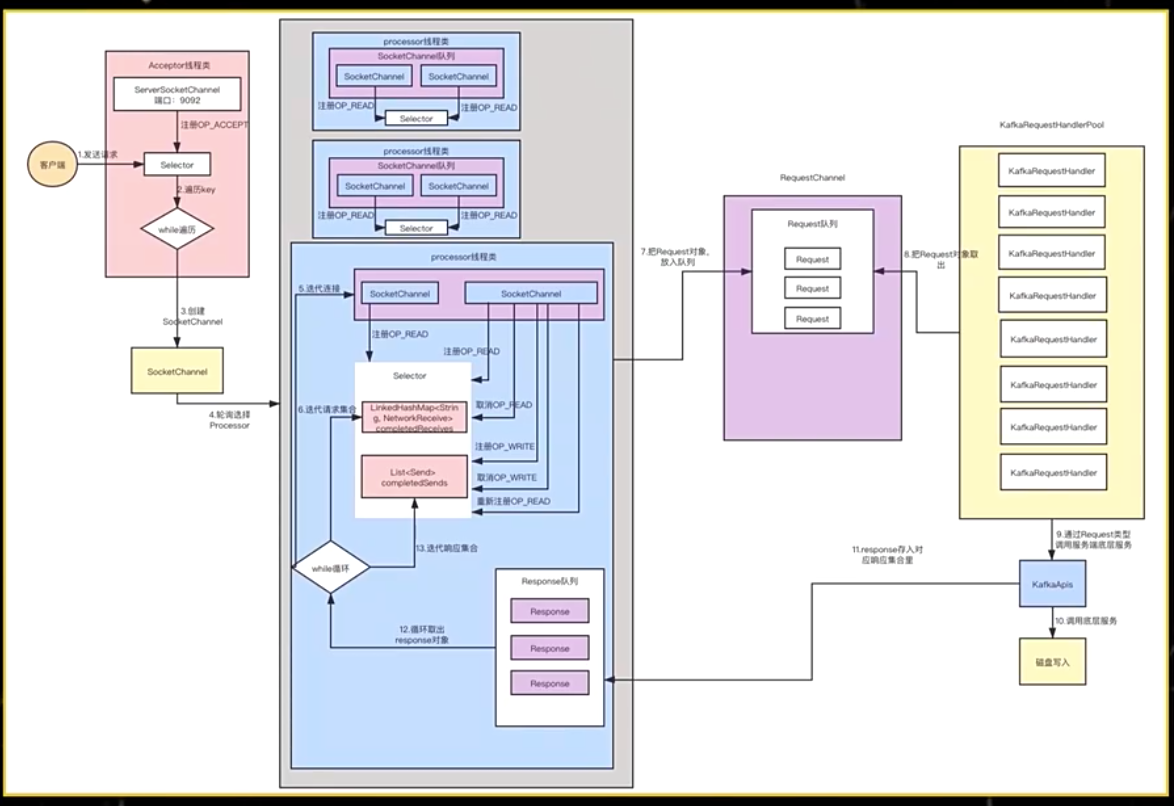 Acceptor线程类
ServerSocketChannel
端口：9092
注册OP_ACCEPT
客户端
1.发送请求
Selector
2.遍历key
while遍历
3.创建
SocketChannel
SocketChannel
4.轮询选择
Processor
processor线程类
SocketChannel队列
SocketChannel
SocketChannel
注册OP_READ
注册OP_READ
Selector
processor线程类
SocketChannel队列
SocketChannel
SocketChannel
注册OP_READ
注册OP_READ
Selector
processor线程类
5.迭代连接
SocketChannel
SocketChannel
注册OP_READ
注册OP_READ
Selector
6.迭代请求集合
LinkedHashMap<Strin
g, NetworkReceive>
completedReceives
取消OP_READ
注册OP_WRITE
List<Send>
completedSends
取消OP_WRITE
重新注册OP_READ
13.迭代响应集合
while循环
12.循环取出
response对象
Response队列
Response
Response
Response
7.把Request对象，
放入队列
RequestChannel
Request队列
Request
Request
Request
8.把Request对象取
出
KafkaRequestHandlerPool
KafkaRequestHandler
KafkaRequestHandler
KafkaRequestHandler
KafkaRequestHandler
KafkaRequestHandler
KafkaRequestHandler
KafkaRequestHandler
KafkaRequestHandler
9.通过Request类型
调用服务端底层服务
KafkaApis
10.调用底层服务
磁盘写入
11.response存入对
应响应集合里